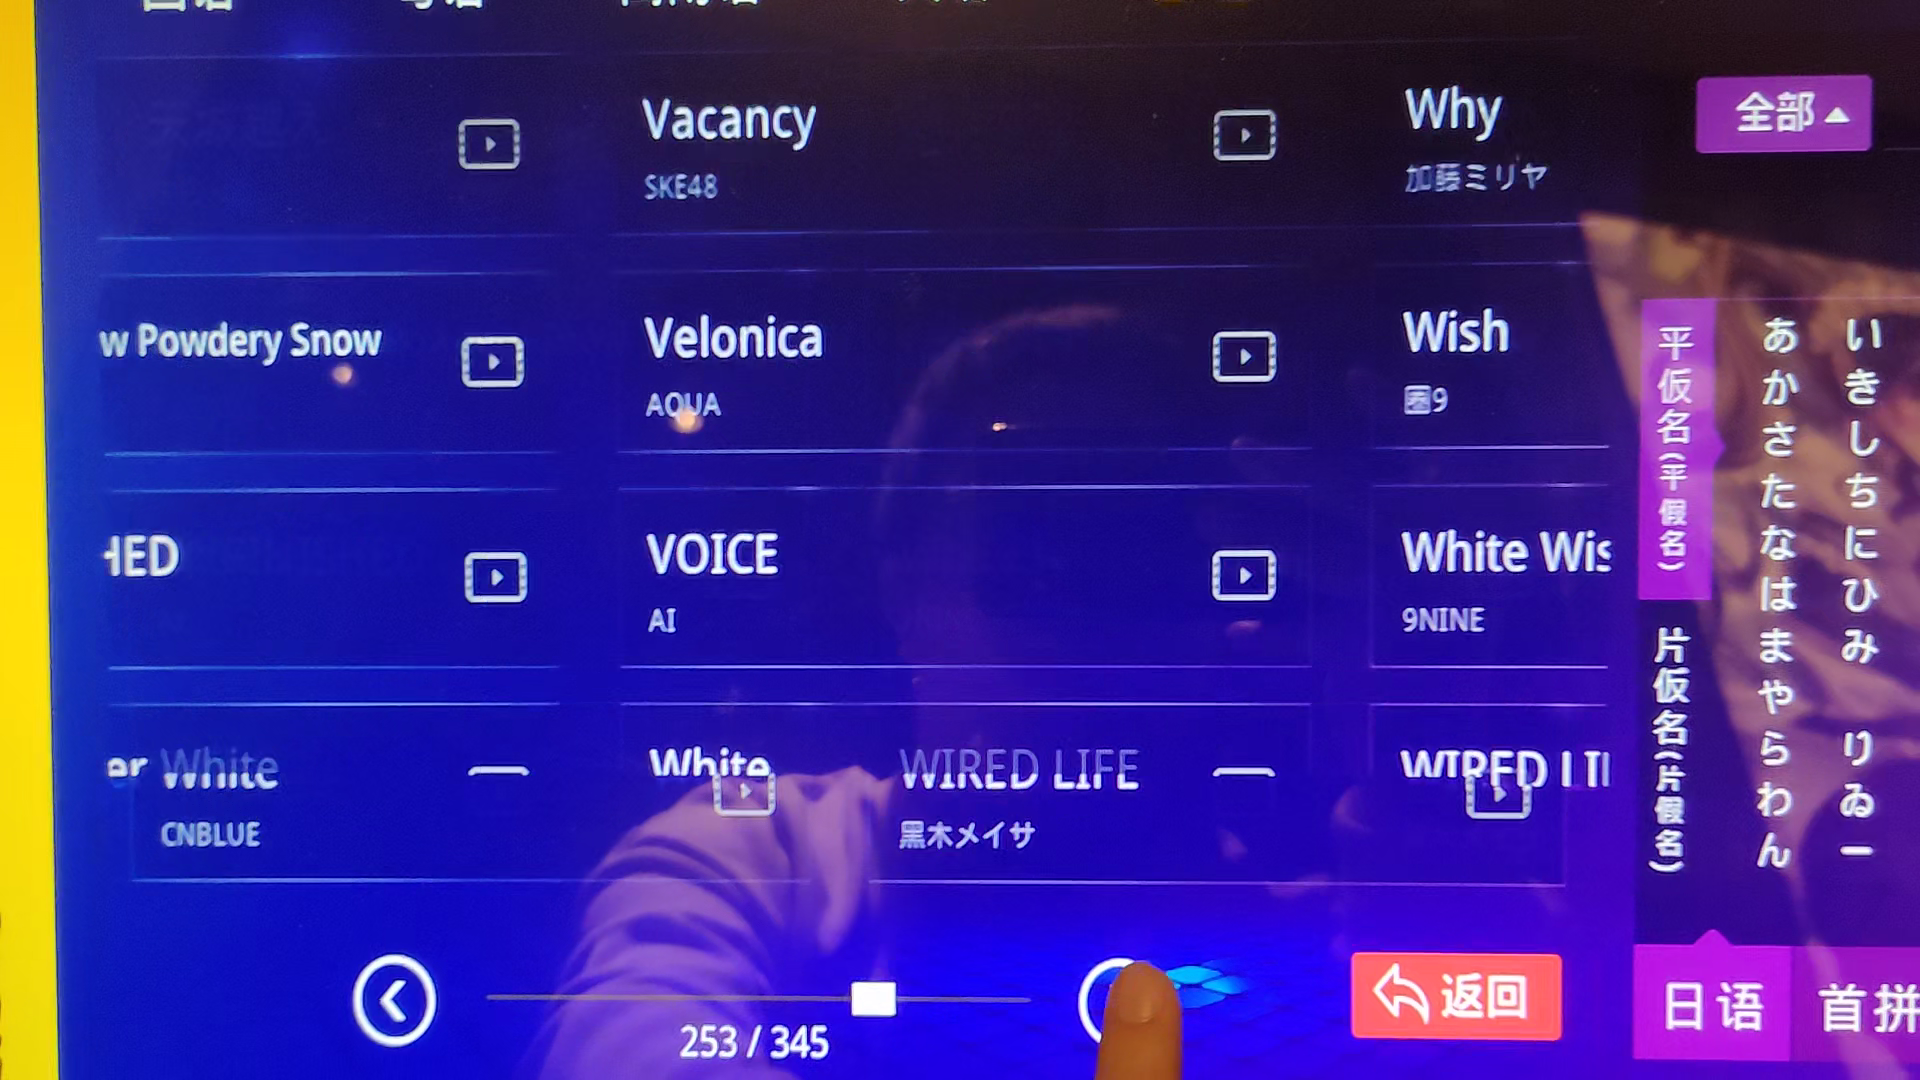 Vacancy
SKE48
Why
加藤ミリヤ
全部
w Powdery Snow
Velonica
AQUA
Wish
圏9
HED
VOICE
AI
White Wis
9NINE
er White
CNBLUE
White
WIRED LIFE
黒木メイサ
WIRED LI
平仮名(平假名)
片仮名(片假名)
あかさたなはまやらわん
いきしちにひみ りゐー
253 / 345
返回
日语
首拼